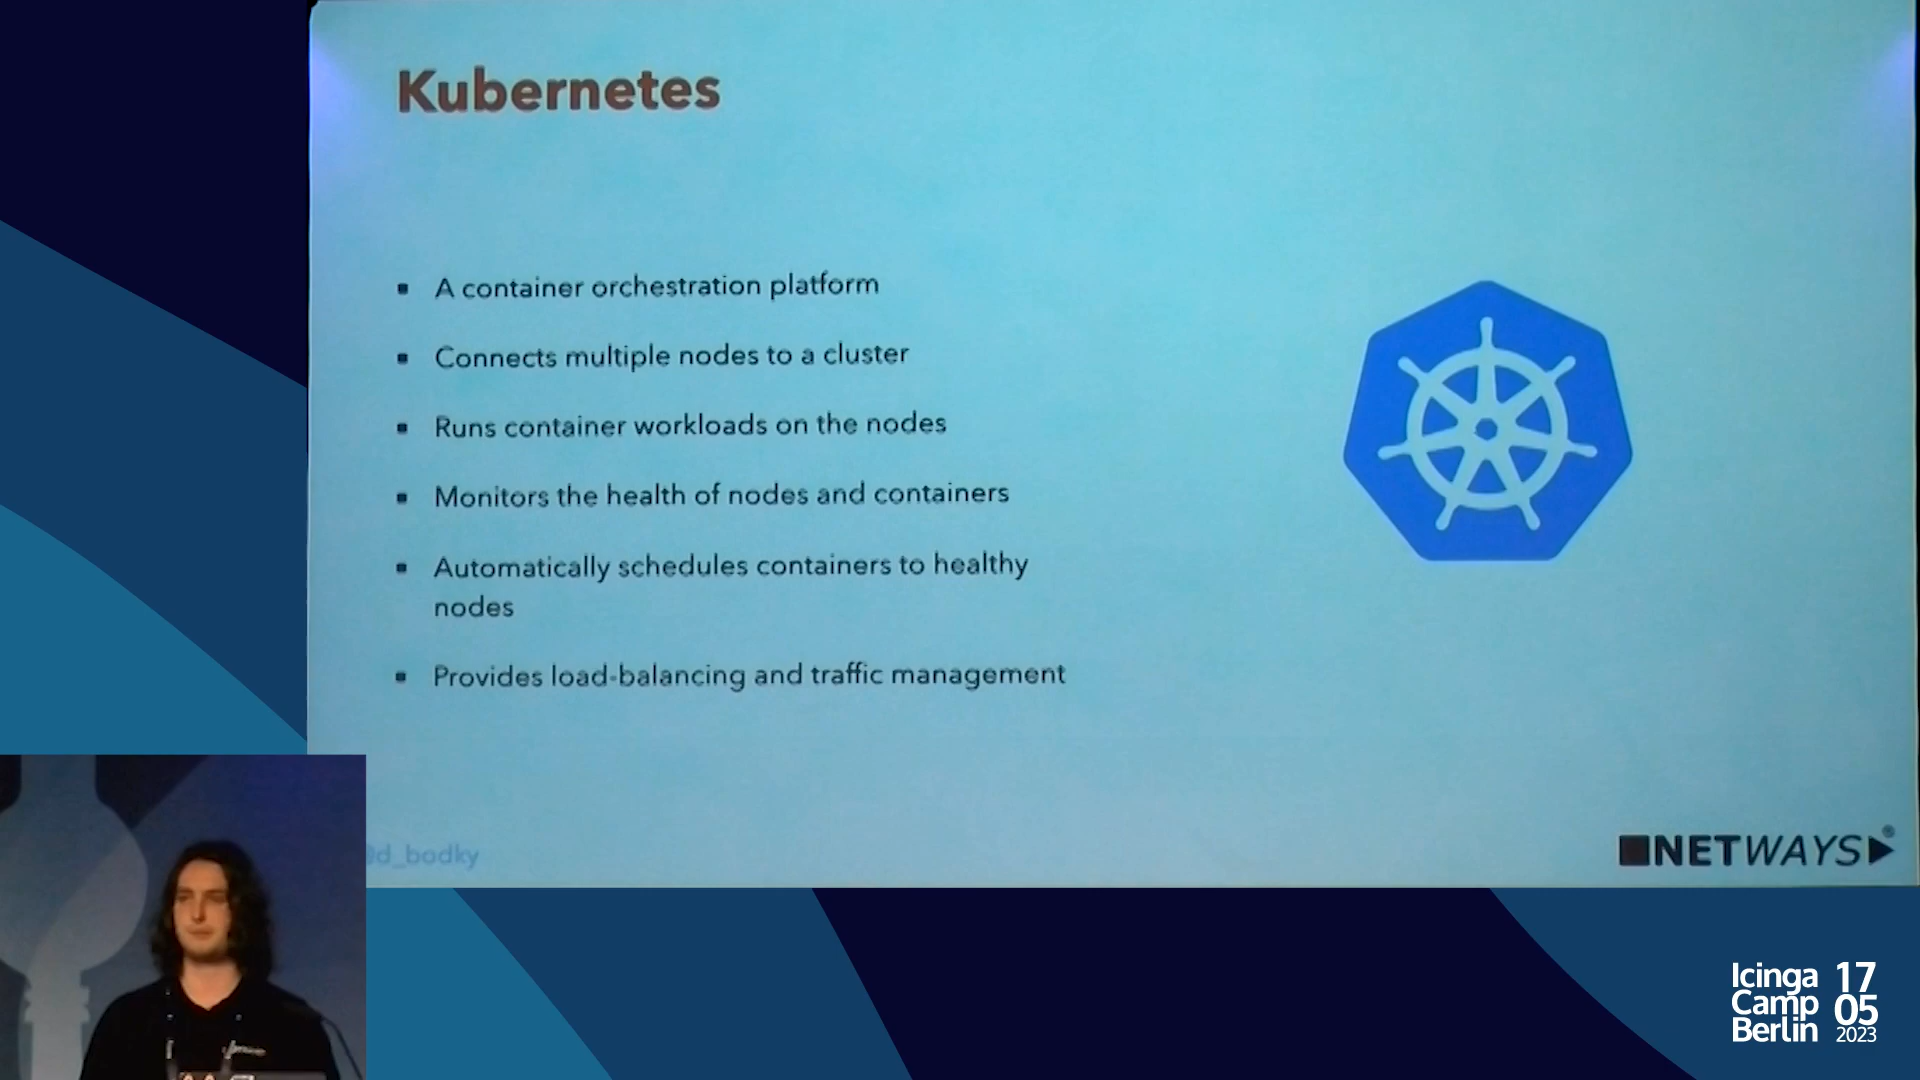 Kubernetes
A container orchestration platform
Connects multiple nodes to a cluster
Runs container workloads on the nodes
Monitors the health of nodes and containers
Automatically schedules containers to healthy
nodes
Provides load-balancing and traffic management
@d_bodky
NETWAYS®
Icinga 17
Camp 05
Berlin 2023